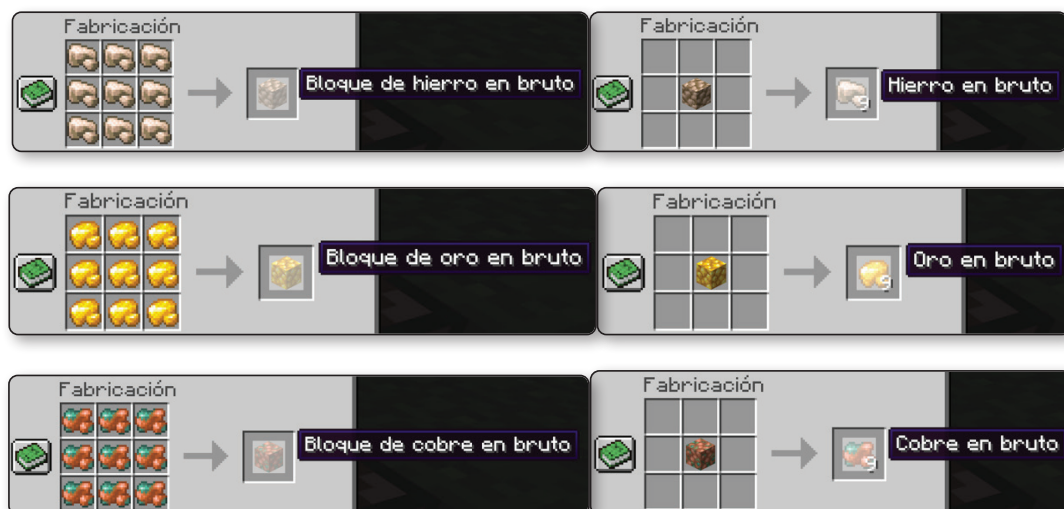 Fabricación
Bloque de hierro en bruto
Fabricación
Hierro en bruto
9
Fabricación
Bloque de oro en bruto
Fabricación
Oro en bruto
9
Fabricación
Bloque de cobre en bruto
Fabricación
Cobre en bruto
9